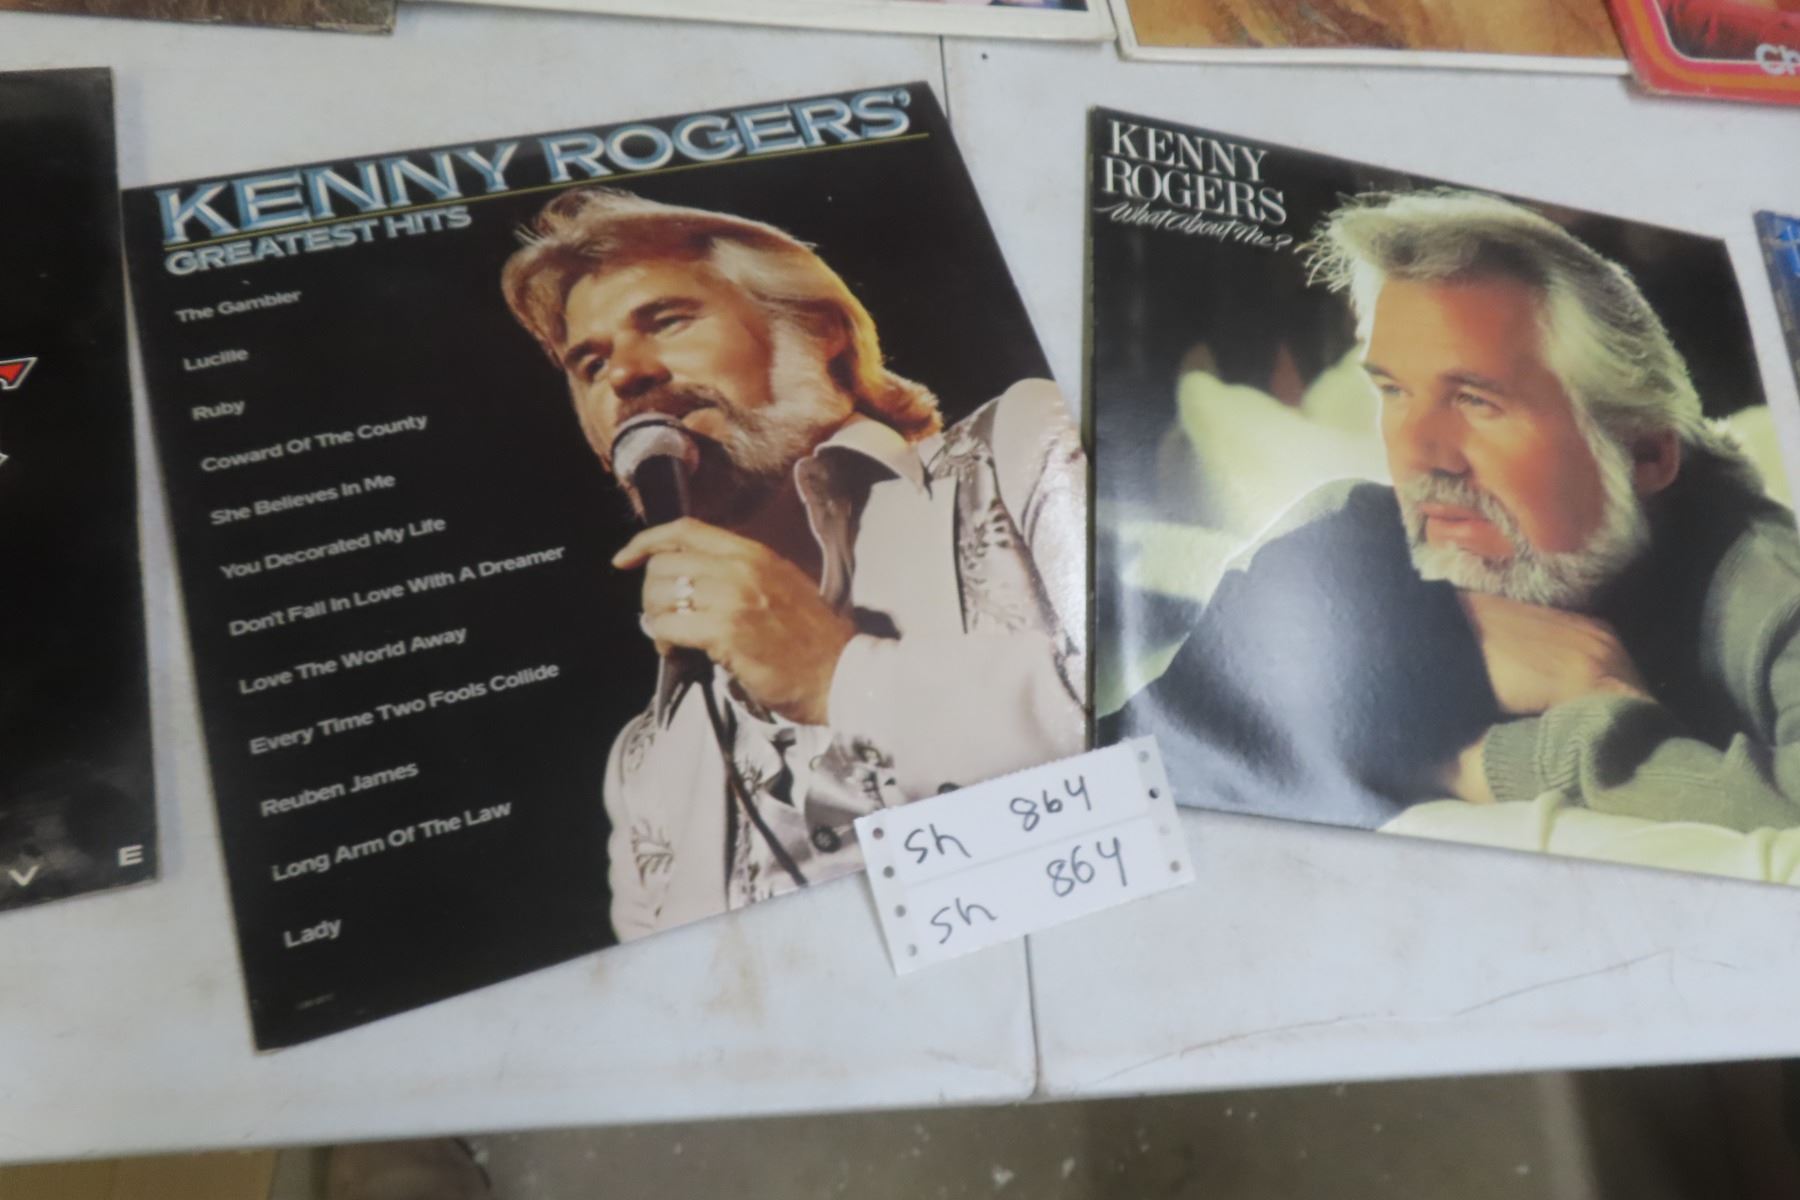 KENNY ROGERS'
GREATEST HITS
The Gambler
Lucille
Ruby
Coward Of The County
She Believes In Me
You Decorated My Life
Don't Fall In Love With A Dreamer
Love The World Away
Every Time Two Fools Collide
Reuben James
Long Arm Of The Law
Lady
KENNY
ROGERS
What About Me?
Sh 864
Sh 864
V E
Ch